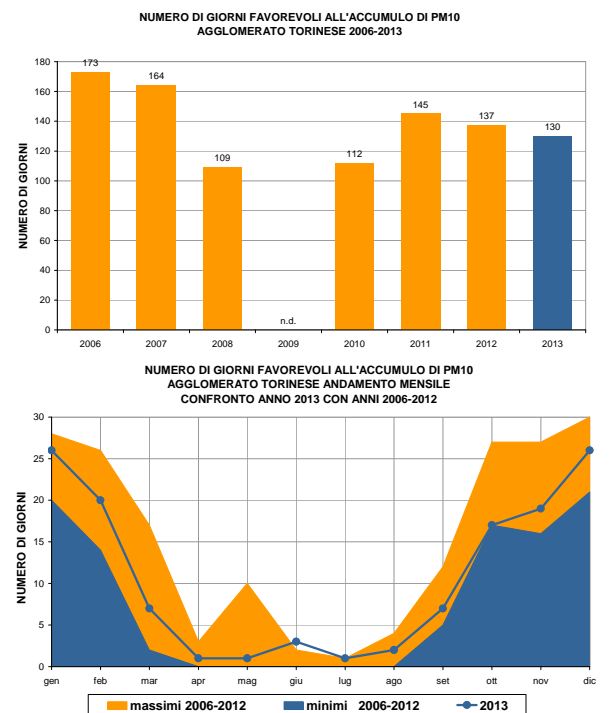 NUMERO DI GIORNI FAVOREVOLI ALL'ACCUMULO DI PM10
AGGLOMERATO TORINESE 2006-2013
NUMERO DI GIORNI
180
160
140
120
100
80
60
40
20
0
173
164
109
n.d.
112
145
137
130
2006 2007 2008 2009 2010 2011 2012 2013
NUMERO DI GIORNI FAVOREVOLI ALL'ACCUMULO DI PM10
AGGLOMERATO TORINESE ANDAMENTO MENSILE
CONFRONTO ANNO 2013 CON ANNI 2006-2012
NUMERO DI GIORNI
30
25
20
15
10
5
0
gen feb mar apr mag giu lug ago set ott nov dic
massimi 2006-2012 minimi 2006-2012 2013